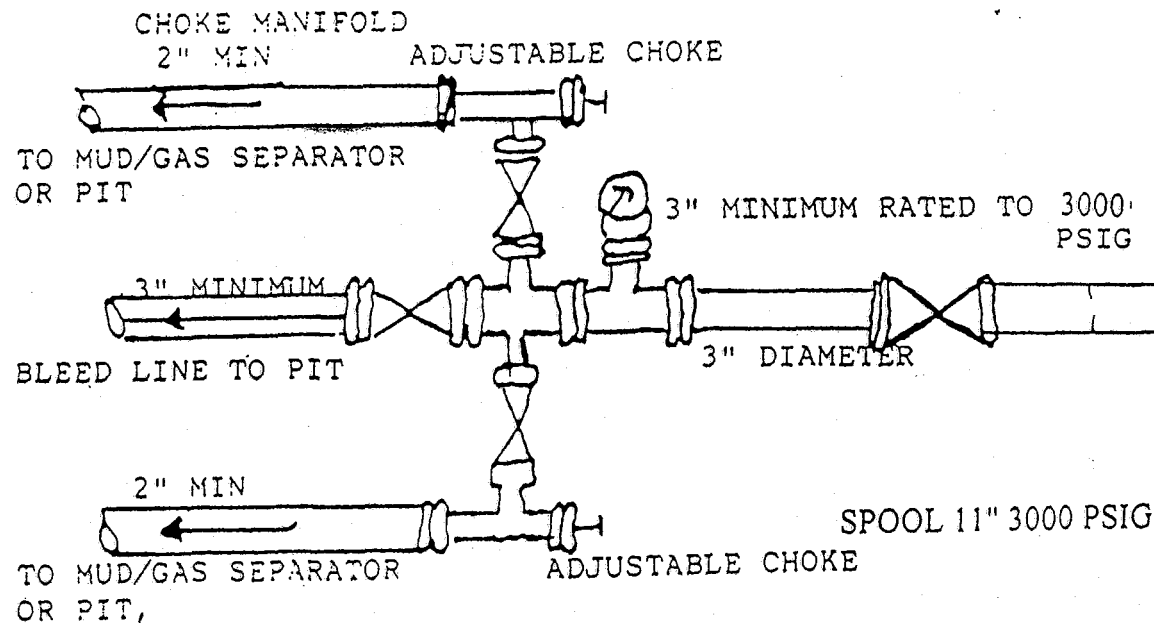 CHOKE MANIFOLD
2" MIN
ADJUSTABLE CHOKE
TO MUD/GAS SEPARATOR
OR PIT
3" MINIMUM RATED TO 3000
PSIG
3" MINIMUM
BLEED LINE TO PIT
3" DIAMETER
2" MIN
SPOOL 11" 3000 PSIG
TO MUD/GAS SEPARATOR
OR PIT,
ADJUSTABLE CHOKE